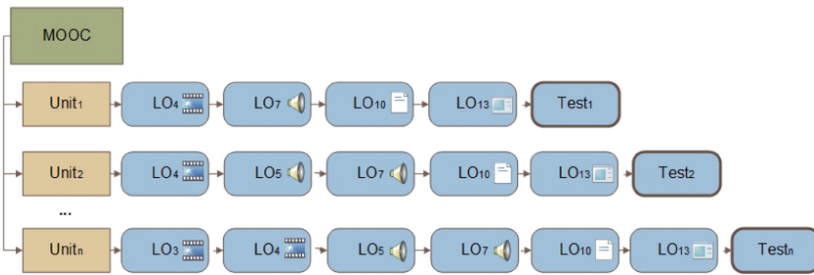 MOOC
Unit₁ LO₄ LO₇ LO₁₀ LO₁₃ Test₁
Unit₂ LO₄ LO₅ LO₇ LO₁₀ LO₁₃ Test₂
...
Unitₙ LO₃ LO₄ LO₅ LO₇ LO₁₀ LO₁₃ Testₙ